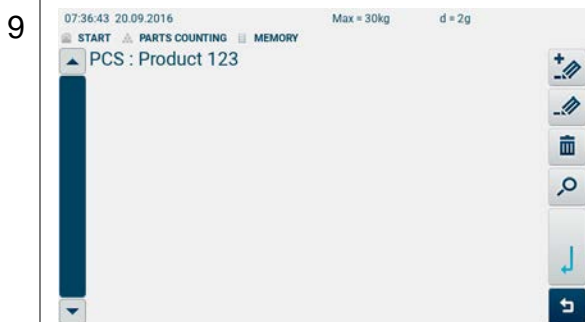 9
07:36:43 20.09.2016 Max = 30kg d = 2g
START PARTS COUNTING MEMORY
PCS : Product 123